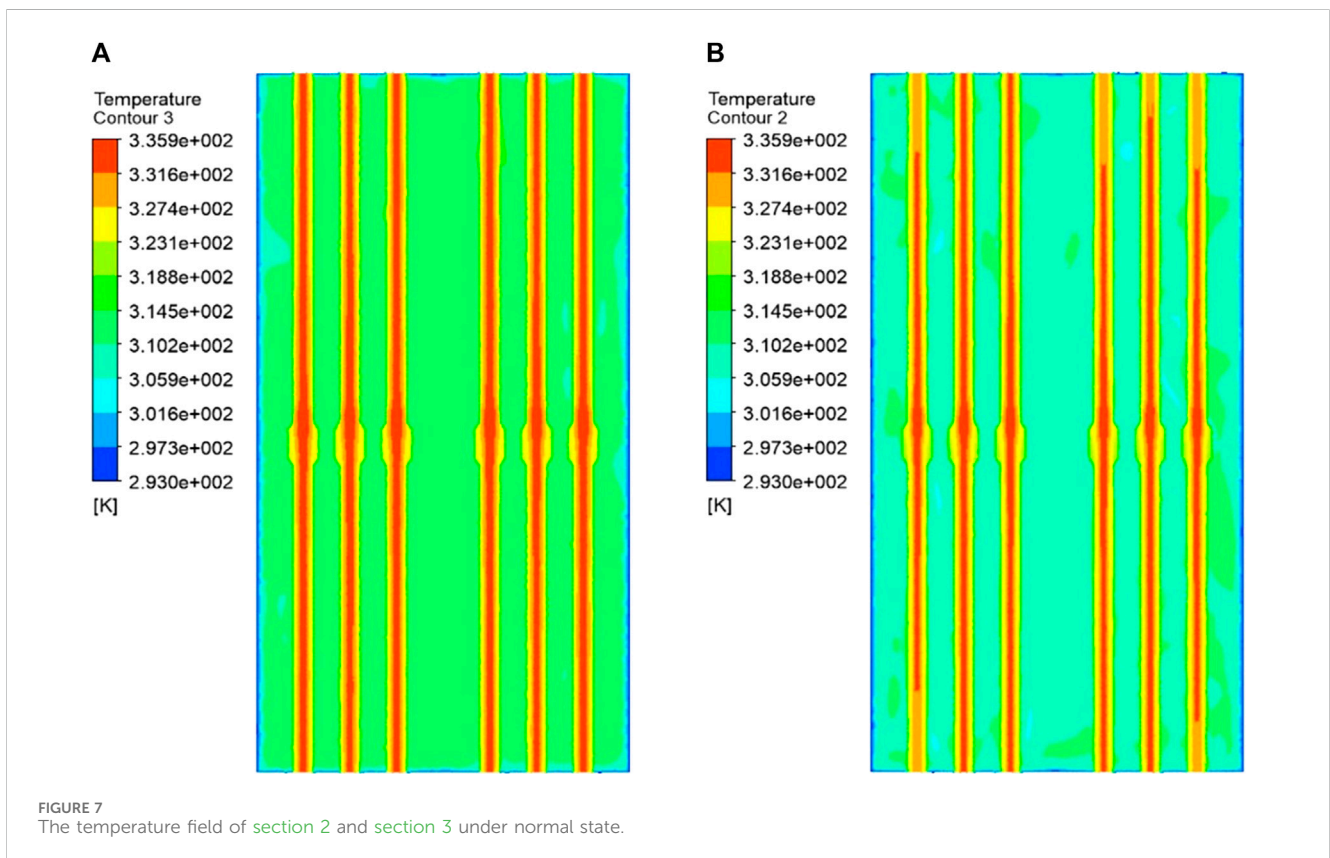 A
Temperature
Contour 3
3.359e+002
3.316e+002
3.274e+002
3.231e+002
3.188e+002
3.145e+002
3.102e+002
3.059e+002
3.016e+002
2.973e+002
2.930e+002
[K]
B
Temperature
Contour 2
3.359e+002
3.316e+002
3.274e+002
3.231e+002
3.188e+002
3.145e+002
3.102e+002
3.059e+002
3.016e+002
2.973e+002
2.930e+002
[K]
FIGURE 7
The temperature field of section 2 and section 3 under normal state.